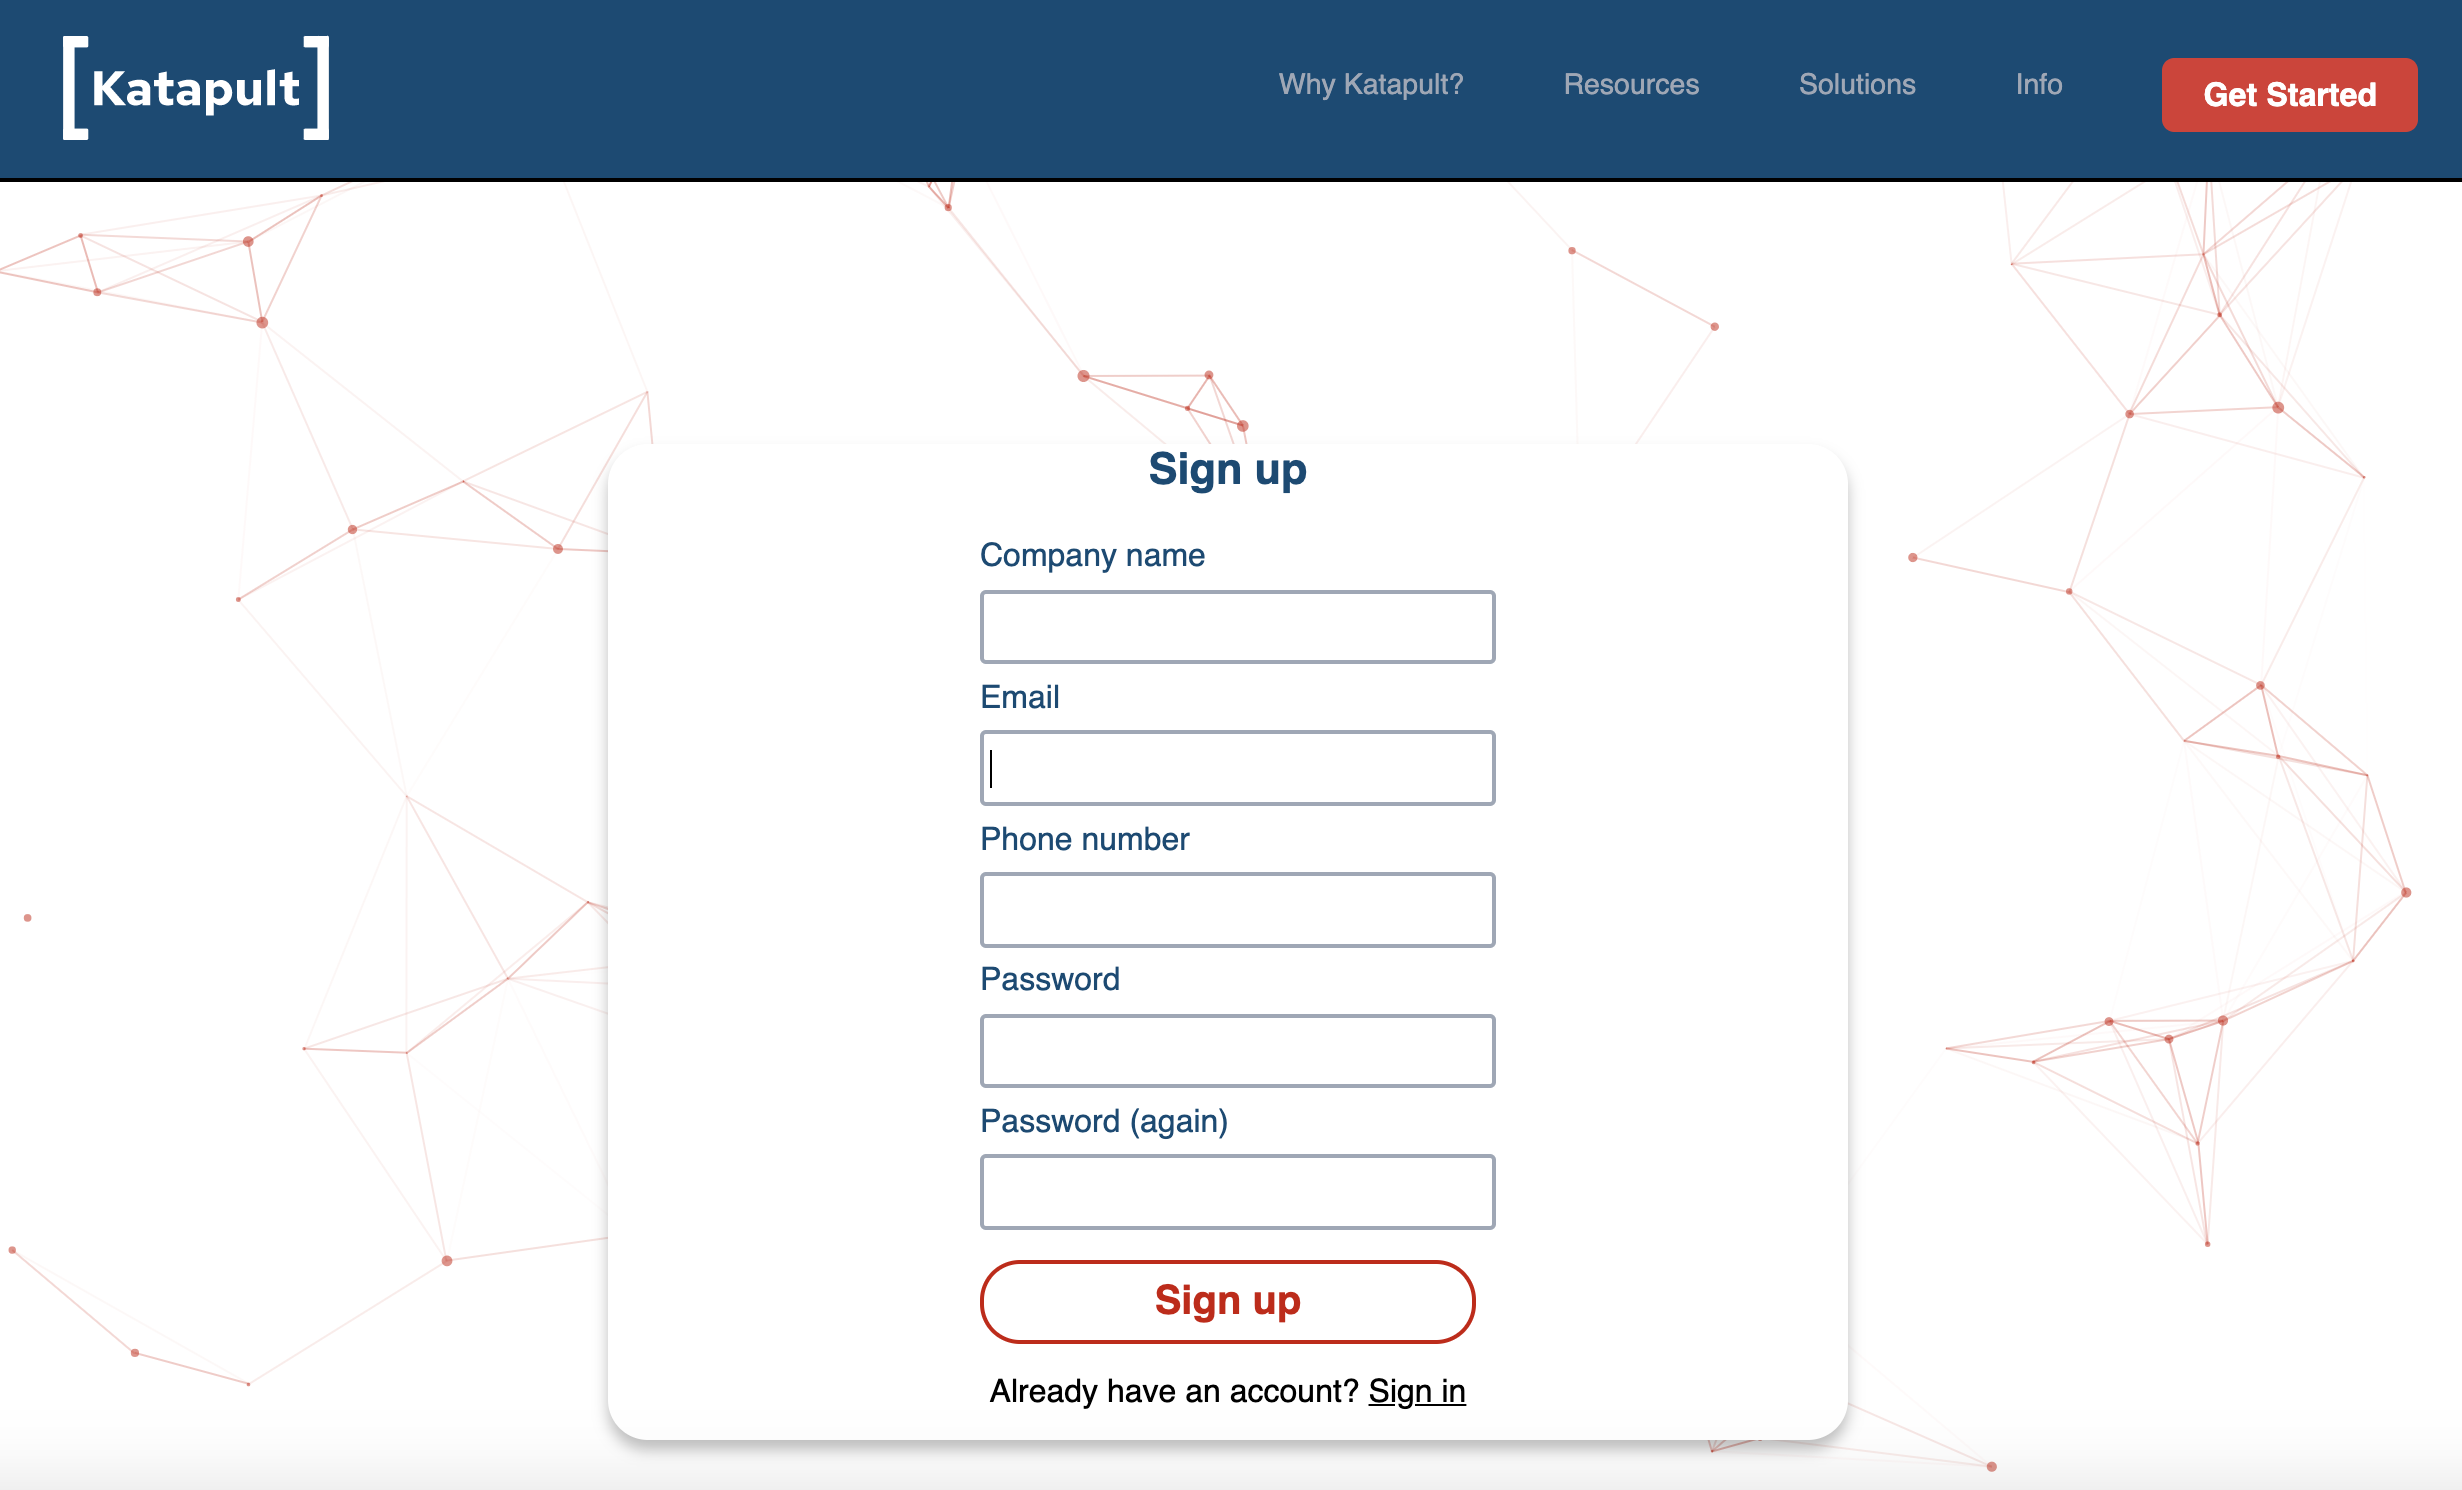 Katapult
Why Katapult? Resources Solutions Info Get Started
Sign up
Company name
Email
Phone number
Password
Password (again)
Sign up
Already have an account? Sign in